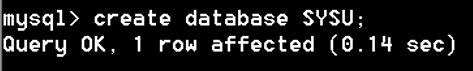 mysql> create database SYSU;
Query OK, 1 row affected (0.14 sec)